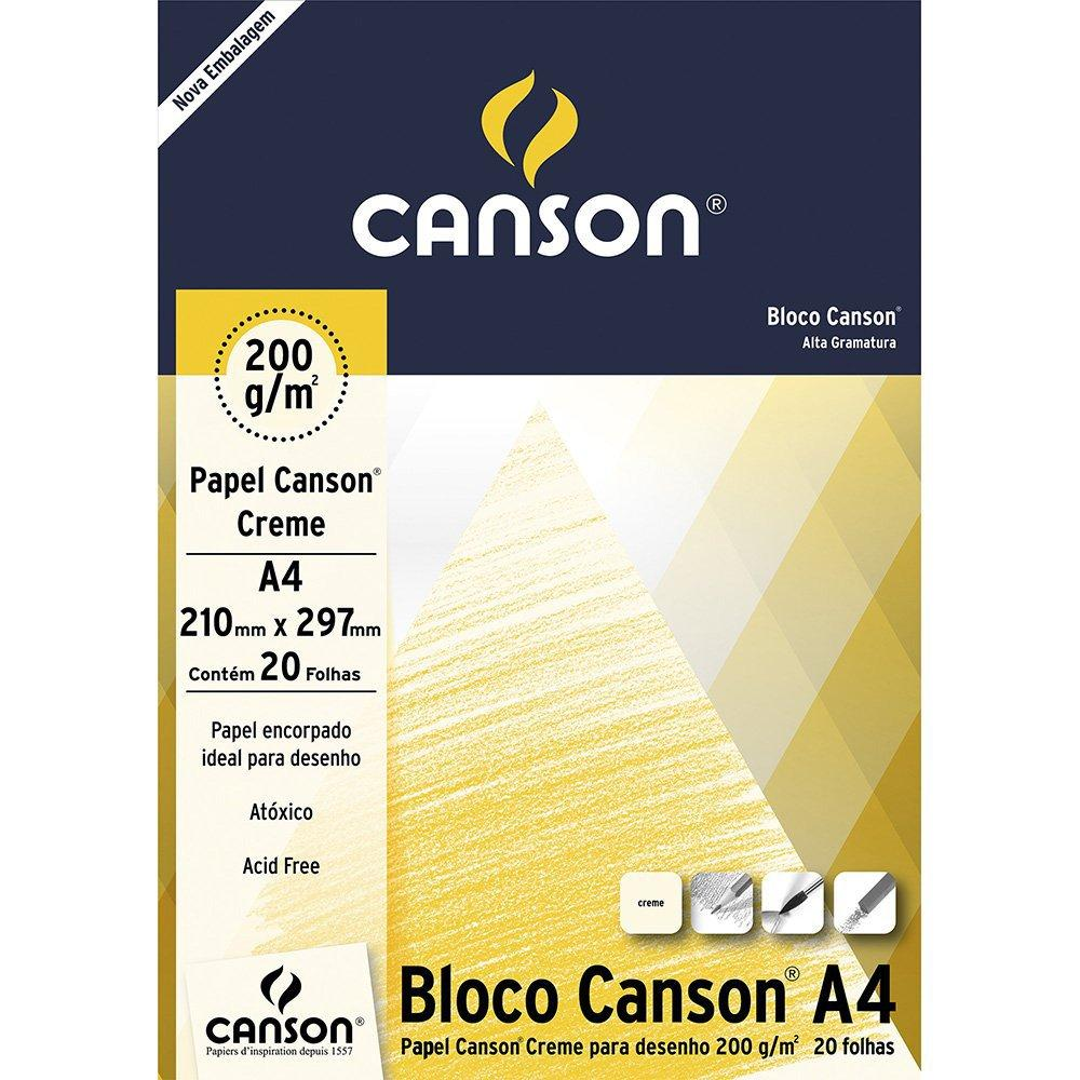 Nova Embalagem
CANSON®
Bloco Canson®
Alta Gramatura
200
g/m²
Papel Canson®
Creme
A4
210mm x 297mm
Contém 20 Folhas
Papel encorpado
ideal para desenho
Atóxico
Acid Free
creme
CANSON®
Papiers d'inspiration depuis 1557
Bloco Canson® A4
Papel Canson® Creme para desenho 200 g/m² 20 folhas